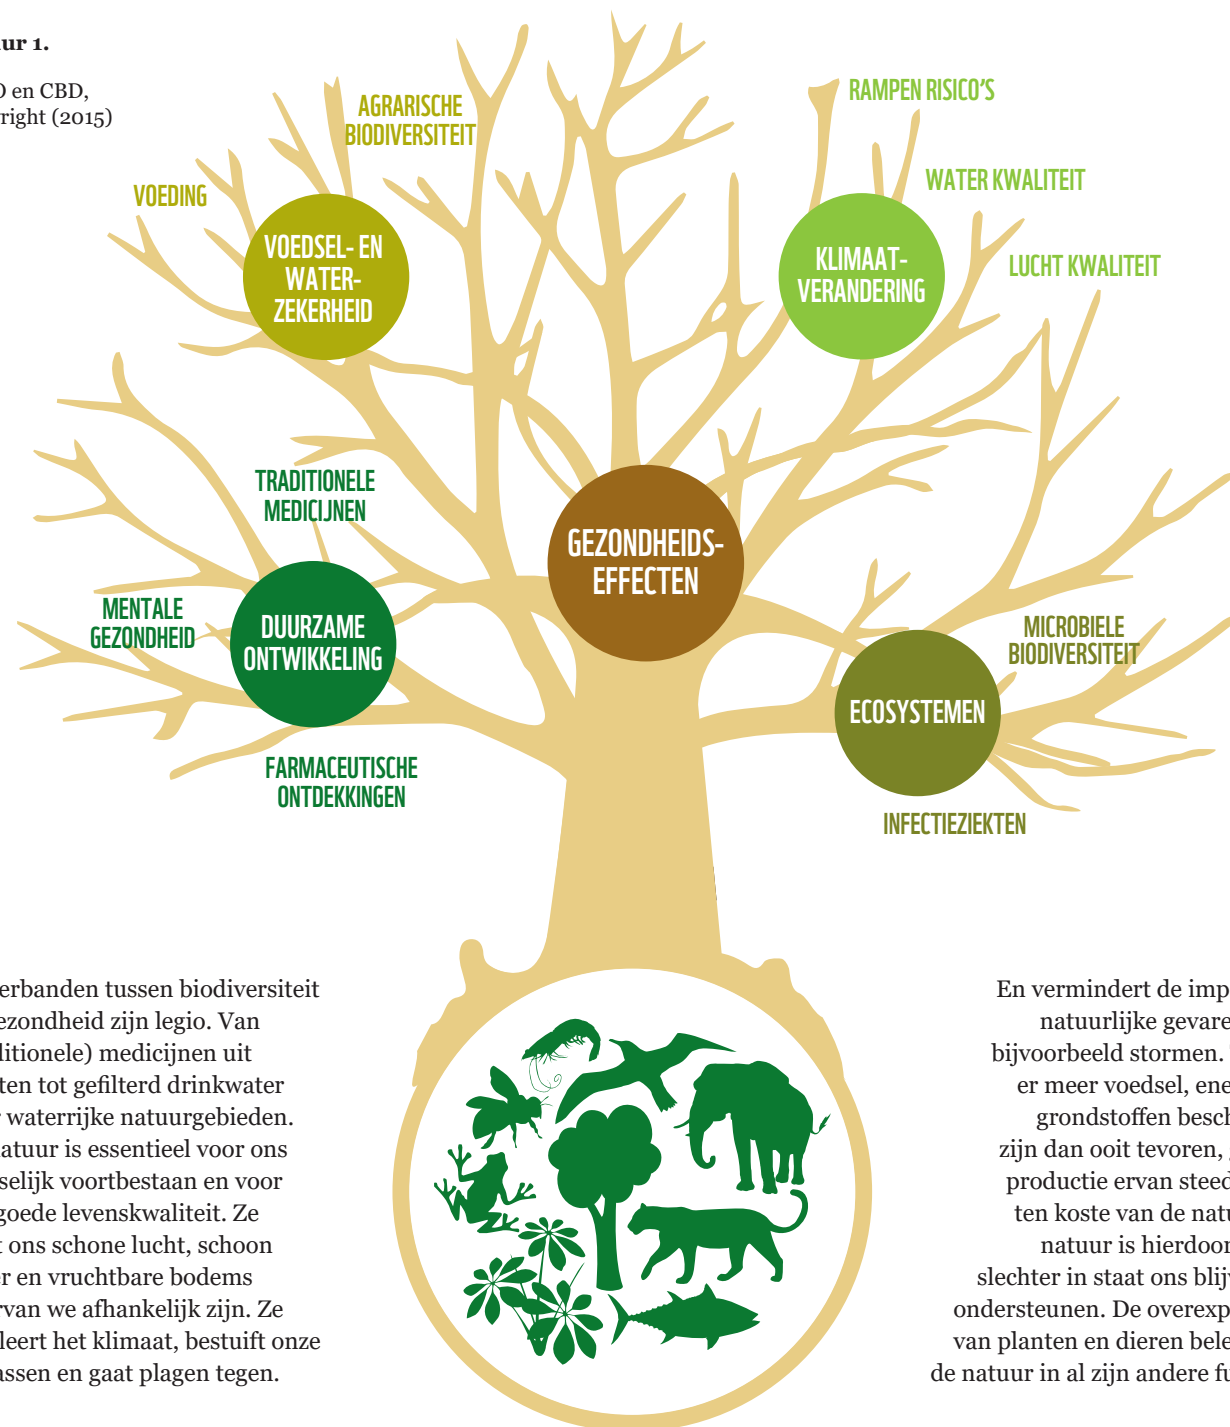 ur 1.
en CBD,
right (2015)
AGRARISCHE
BIODIVERSITEIT
VOEDING
VOEDSEL- EN
WATER-
ZEKERHEID
RAMPEN RISICO'S
WATER KWALITEIT
LUCHT KWALITEIT
KLIMAAT-
VERANDERING
TRADITIONELE
MEDICIJNEN
MENTALE
GEZONDHEID
DUURZAME
ONTWIKKELING
FARMACEUTISCHE
ONTDEKKINGEN
GEZONDHEIDS-
EFFECTEN
MICROBIELE
BIODIVERSITEIT
ECOSYSTEMEN
INFECTIEZIEKTEN
erbanden tussen biodiversiteit
ezondheid zijn legio. Van
ditionele) medicijnen uit
ten tot gefilterd drinkwater
r waterrijke natuurgebieden.
natuur is essentieel voor ons
selijk voortbestaan en voor
goede levenskwaliteit. Ze
t ons schone lucht, schoon
er en vruchtbare bodems
rvan we afhankelijk zijn. Ze
leert het klimaat, bestuift onze
assen en gaat plagen tegen.
En vermindert de imp
natuurlijke gevare
bijvoorbeeld stormen.
er meer voedsel, ene
grondstoffen besch
zijn dan ooit tevoren,
productie ervan steed
ten koste van de natu
natuur is hierdoor
slechter in staat ons blijv
ondersteunen. De overexp
van planten en dieren bele
de natuur in al zijn andere fu